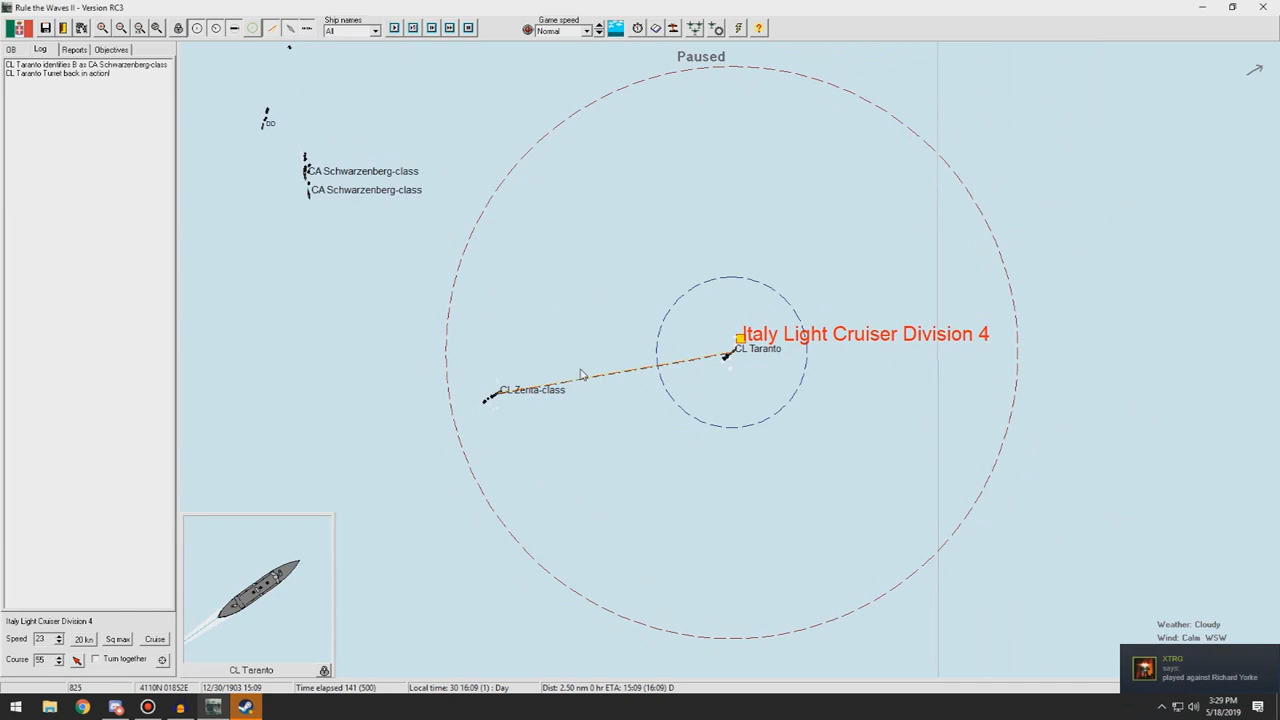 Rule the Waves II - Version RC3
Ship names
All
Game speed
Normal
OB
Log
Reports
Objectives
CL Taranto identifies B as CA Schwarzenberg-class
CL Taranto Turret back in action!
Paused
DD
CA Schwarzenberg-class
CA Schwarzenberg-class
Italy Light Cruiser Division 4
CL Taranto
CL Zenta-class
Italy Light Cruiser Division 4
Speed 23 20 kn Sq max Cruise
Course 55 Turn together
CL Taranto
Weather: Cloudy
Wind: Calm WSW
XTRG
says:
played against Richard Yorke
825 4110N 01852E 12/30/1903 15:09 Time elapsed 141 (500) Local time: 30 16:09 (1) : Day Dist: 2.50 nm 0 hr ETA: 15:09 (16:09) D
3:29 PM
5/18/2019